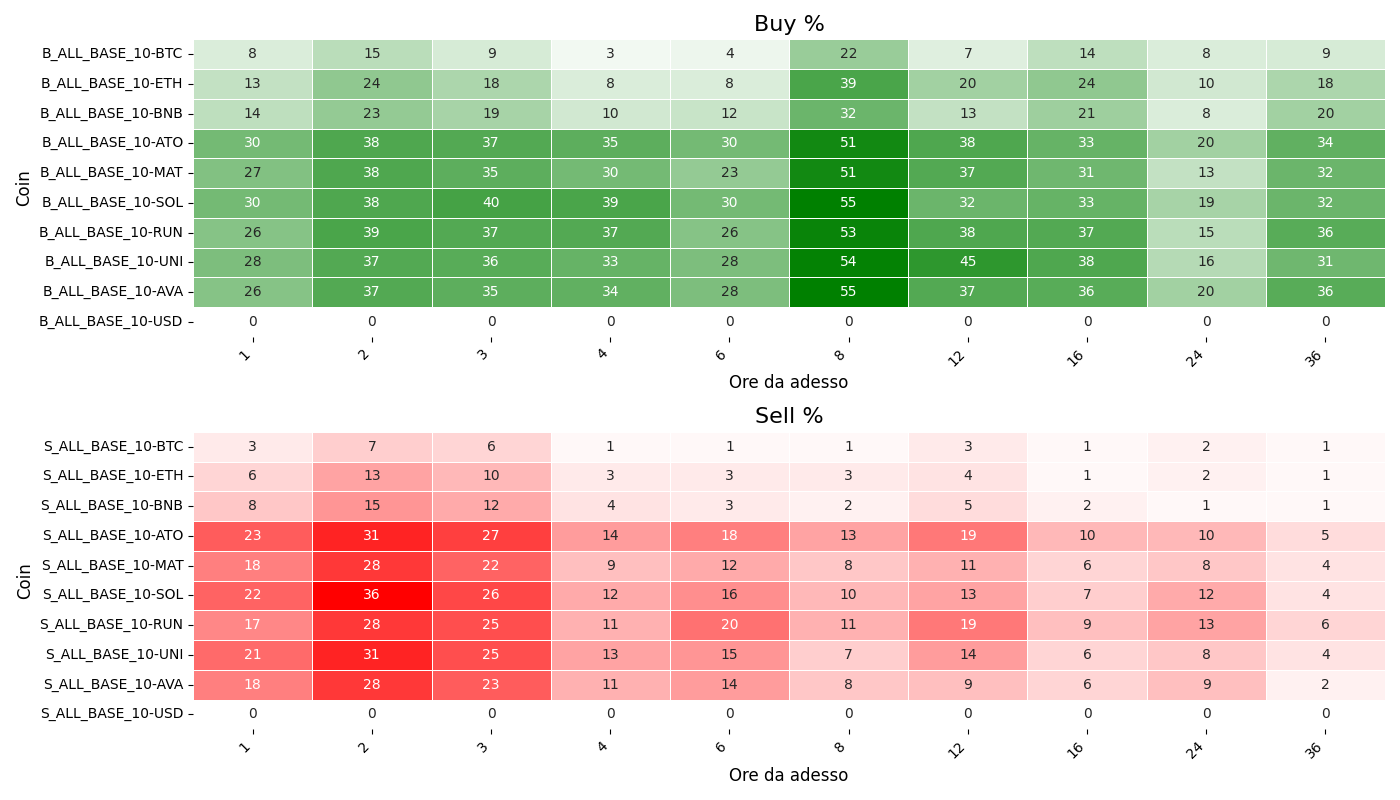 Buy %
Coin
B_ALL_BASE_10-BTC 8 15 9 3 4 22 7 14 8 9
B_ALL_BASE_10-ETH 13 24 18 8 8 39 20 24 10 18
B_ALL_BASE_10-BNB 14 23 19 10 12 32 13 21 8 20
B_ALL_BASE_10-ATO 30 38 37 35 30 51 38 33 20 34
B_ALL_BASE_10-MAT 27 38 35 30 23 51 37 31 13 32
B_ALL_BASE_10-SOL 30 38 40 39 30 55 32 33 19 32
B_ALL_BASE_10-RUN 26 39 37 37 26 53 38 37 15 36
B_ALL_BASE_10-UNI 28 37 36 33 28 54 45 38 16 31
B_ALL_BASE_10-AVA 26 37 35 34 28 55 37 36 20 36
B_ALL_BASE_10-USD 0 0 0 0 0 0 0 0 0 0
1 2 3 4 6 8 12 16 24 36
Ore da adesso
Sell %
Coin
S_ALL_BASE_10-BTC 3 7 6 1 1 1 3 1 2 1
S_ALL_BASE_10-ETH 6 13 10 3 3 3 4 1 2 1
S_ALL_BASE_10-BNB 8 15 12 4 3 2 5 2 1 1
S_ALL_BASE_10-ATO 23 31 27 14 18 13 19 10 10 5
S_ALL_BASE_10-MAT 18 28 22 9 12 8 11 6 8 4
S_ALL_BASE_10-SOL 22 36 26 12 16 10 13 7 12 4
S_ALL_BASE_10-RUN 17 28 25 11 20 11 19 9 13 6
S_ALL_BASE_10-UNI 21 31 25 13 15 7 14 6 8 4
S_ALL_BASE_10-AVA 18 28 23 11 14 8 9 6 9 2
S_ALL_BASE_10-USD 0 0 0 0 0 0 0 0 0 0
1 2 3 4 6 8 12 16 24 36
Ore da adesso